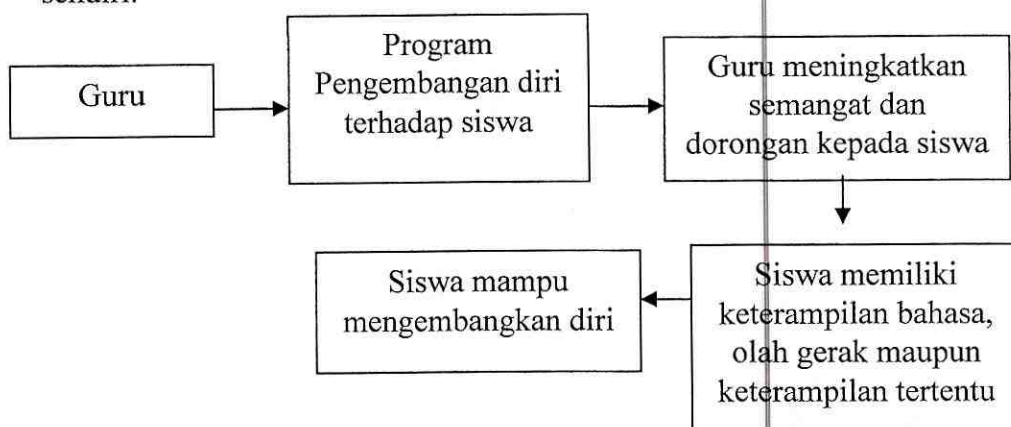 sendiri.
Guru
Program
Pengembangan diri
terhadap siswa
Guru meningkatkan
semangat dan
dorongan kepada siswa
Siswa memiliki
keterampilan bahasa,
olah gerak maupun
keterampilan tertentu
Siswa mampu
mengembangkan diri